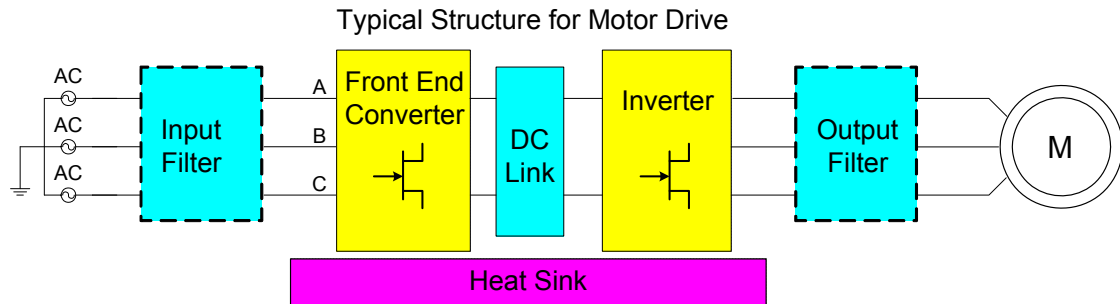 Typical Structure for Motor Drive
AC
AC
AC
Input
Filter
A
B
C
Front End
Converter
DC
Link
Inverter
Output
Filter
M
Heat Sink